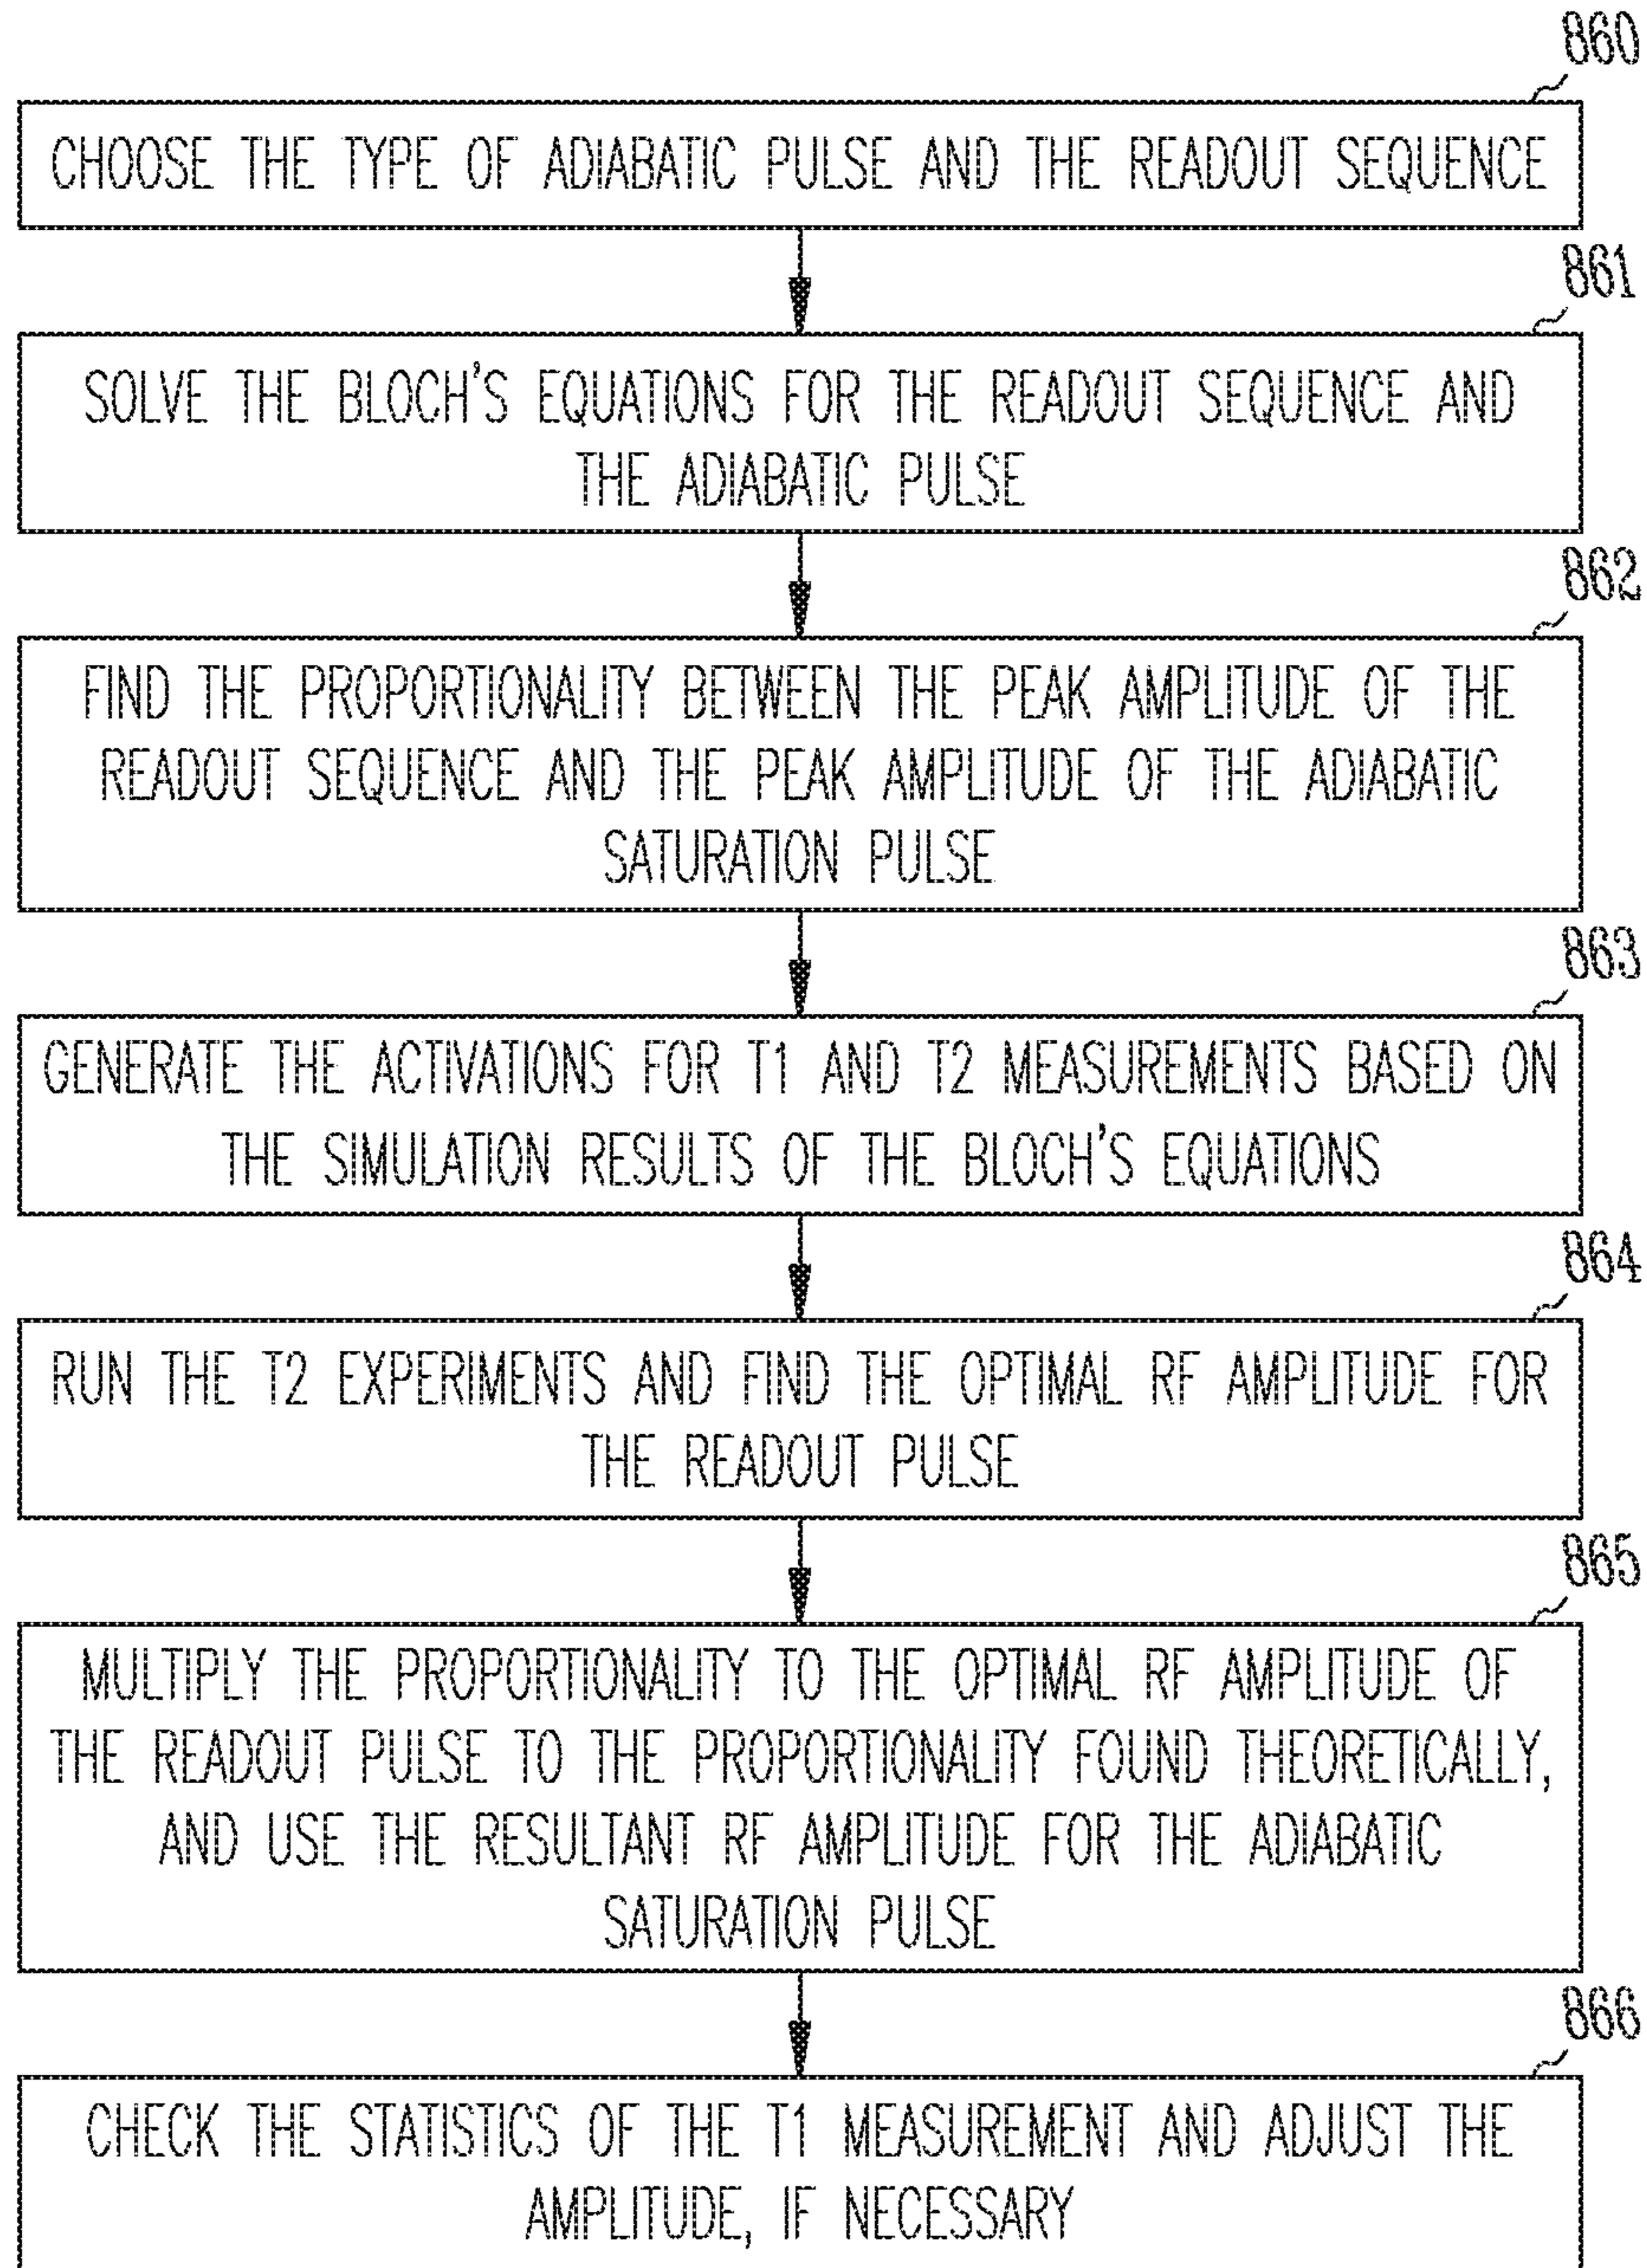 860
CHOOSE THE TYPE OF ADIABATIC PULSE AND THE READOUT SEQUENCE
861
SOLVE THE BLOCH'S EQUATIONS FOR THE READOUT SEQUENCE AND
THE ADIABATIC PULSE
862
FIND THE PROPORTIONALITY BETWEEN THE PEAK AMPLITUDE OF THE
READOUT SEQUENCE AND THE PEAK AMPLITUDE OF THE ADIABATIC
SATURATION PULSE
863
GENERATE THE ACTIVATIONS FOR T1 AND T2 MEASUREMENTS BASED ON
THE SIMULATION RESULTS OF THE BLOCH'S EQUATIONS
864
RUN THE T2 EXPERIMENTS AND FIND THE OPTIMAL RF AMPLITUDE FOR
THE READOUT PULSE
865
MULTIPLY THE PROPORTIONALITY TO THE OPTIMAL RF AMPLITUDE OF
THE READOUT PULSE TO THE PROPORTIONALITY FOUND THEORETICALLY,
AND USE THE RESULTANT RF AMPLITUDE FOR THE ADIABATIC
SATURATION PULSE
866
CHECK THE STATISTICS OF THE T1 MEASUREMENT AND ADJUST THE
AMPLITUDE, IF NECESSARY